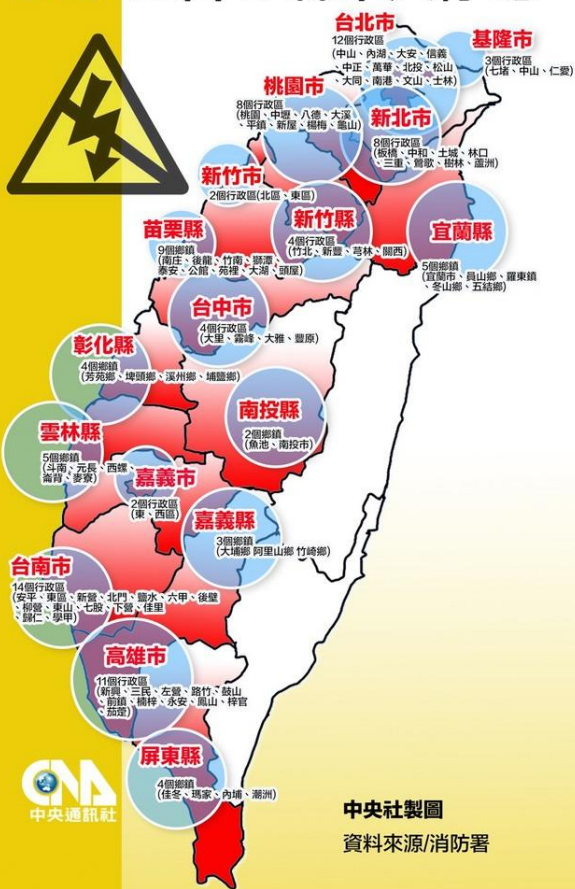 台北市
12個行政區
(中山、內湖、大安、信義
、中正、萬華、北投、松山
、大同、南港、文山、士林)
基隆市
3個行政區
(七堵、中山、仁愛)
桃園市
8個行政區
(桃園、中壢、八德、大溪
、平鎮、新屋、楊梅、龜山)
新北市
8個行政區
(板橋、中和、土城、林口
、三重、鶯歌、樹林、蘆洲)
新竹市
2個行政區(北區、東區)
新竹縣
4個行政區
(竹北、新豐、芎林、關西)
宜蘭縣
5個鄉鎮
(宜蘭市、員山鄉、羅東鎮
、冬山鄉、五結鄉)
苗栗縣
9個鄉鎮
(南庄、後龍、竹南、獅潭
泰安、公館、苑裡、大湖、頭屋)
台中市
4個行政區
(大里、霧峰、大雅、豐原)
彰化縣
4個鄉鎮
(芳苑鄉、埤頭鄉、溪州鄉、埔鹽鄉)
南投縣
2個鄉鎮
(魚池、南投市)
雲林縣
5個鄉鎮
(斗南、元長、西螺、
崙背、麥寮)
嘉義市
2個行政區
(東、西區)
嘉義縣
3個鄉鎮
(大埔鄉 阿里山鄉 竹崎鄉)
台南市
14個行政區
(安平、東區、新營、北門、鹽水、六甲、後壁
、柳營、東山、七股、下營、佳里
、歸仁、學甲)
高雄市
11個行政區
(新興、三民、左營、路竹、鼓山
、前鎮、楠梓、永安、鳳山、梓官
、茄萣)
屏東縣
4個鄉鎮
(佳冬、瑪家、內埔、潮洲)
CNA
中央通訊社
中央社製圖
資料來源/消防署